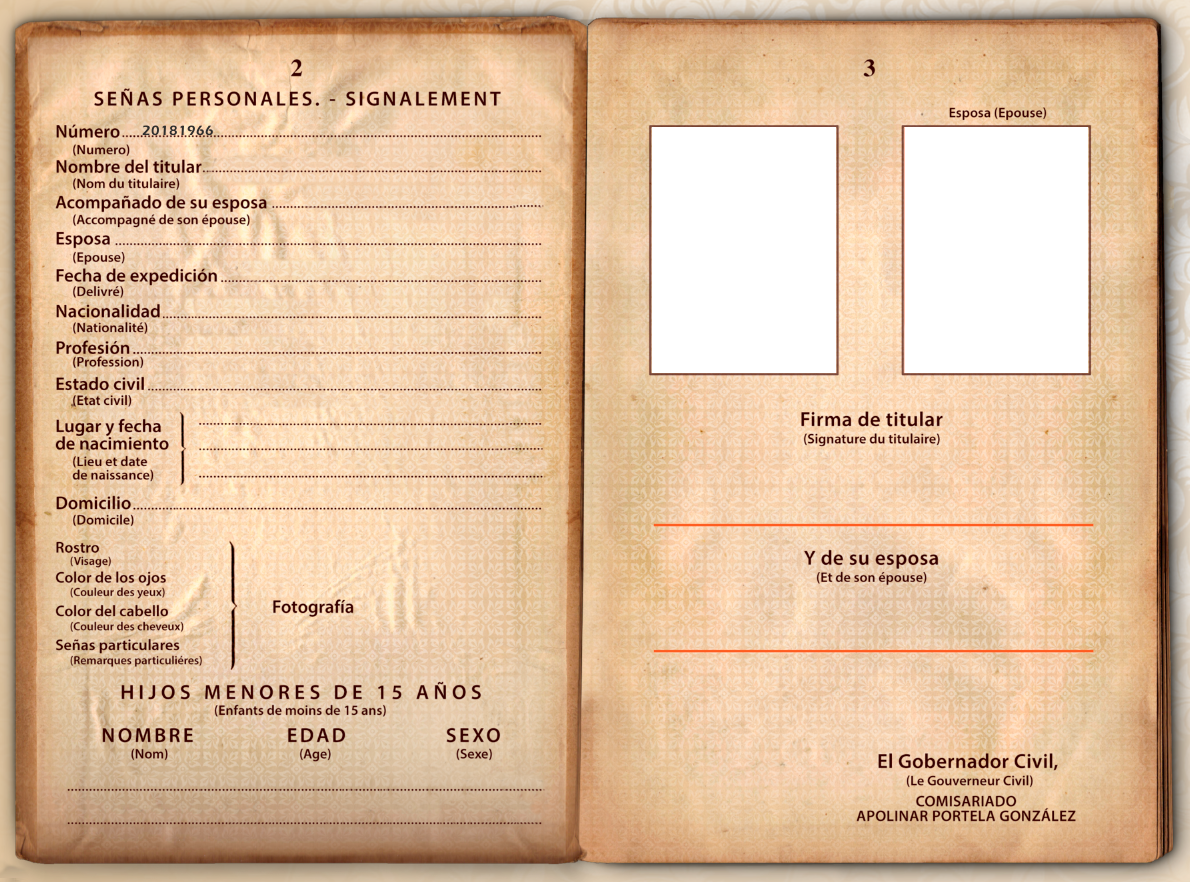 2
SEÑAS PERSONALES. - SIGNALEMENT
Número 20181966
(Numero)
Nombre del titular
(Nom du titulaire)
Acompañado de su esposa
(Accompagné de son épouse)
Esposa
(Epouse)
Fecha de expedición
(Delivré)
Nacionalidad
(Nationalité)
Profesión
(Profession)
Estado civil
(Etat civil)
Lugar y fecha
de nacimiento
(Lieu et date
de naissance)
Domicilio
(Domicile)
Rostro
(Visage)
Color de los ojos
(Couleur des yeux)
Color del cabello
(Couleur des cheveux)
Señas particulares
(Remarques particuliéres)
Fotografía
HIJOS MENORES DE 15 AÑOS
(Enfants de moins de 15 ans)
NOMBRE EDAD SEXO
(Nom) (Age) (Sexe)
3
Esposa (Epouse)
Firma de titular
(Signature du titulaire)
Y de su esposa
(Et de son épouse)
El Gobernador Civil,
(Le Gouverneur Civil)
COMISARIADO
APOLINAR PORTELA GONZÁLEZ